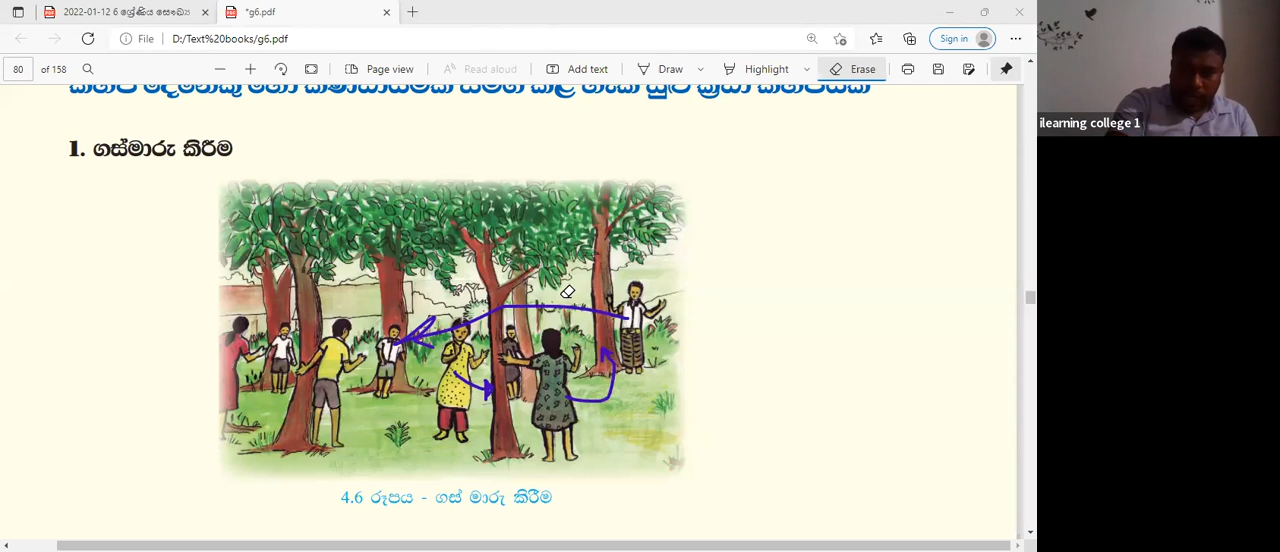 2022-01-12 6 ශ්‍රේණිය සෞඛ්‍ය
*g6.pdf
File
D:/Text%20books/g6.pdf
Sign in
80 of 158
Page view
Read aloud
Add text
Draw
Highlight
Erase
ilearning college 1
1. ගස්මාරු කිරීම
4.6 රූපය - ගස් මාරු කිරීම